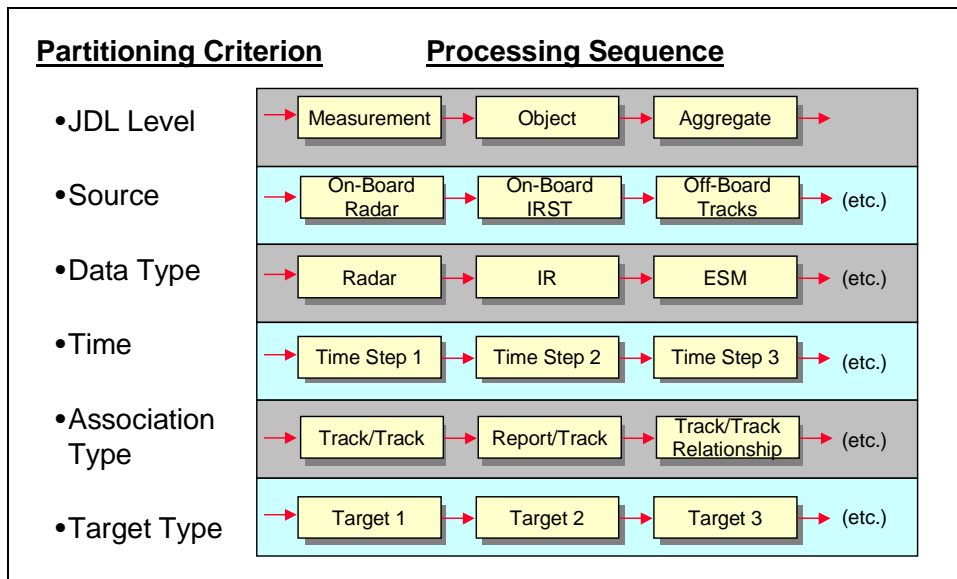 Partitioning Criterion Processing Sequence
•JDL Level
Measurement Object Aggregate
•Source
On-Board Radar On-Board IRST Off-Board Tracks (etc.)
•Data Type
Radar IR ESM (etc.)
•Time
Time Step 1 Time Step 2 Time Step 3 (etc.)
•Association Type
Track/Track Report/Track Track/Track Relationship (etc.)
•Target Type
Target 1 Target 2 Target 3 (etc.)